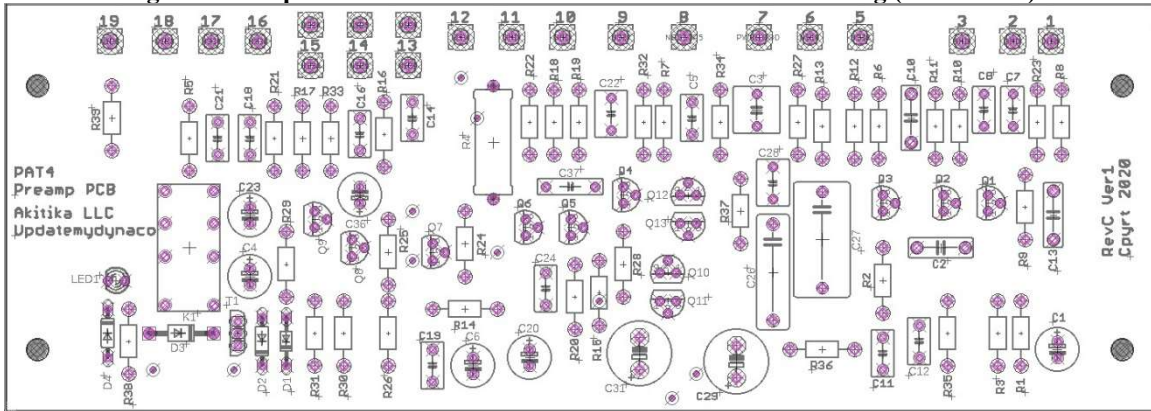 19 18 17 16 12 11 10 9 8 7 6 5 3 2 1
15 14 13
R39 R5 C21 C18 R21 R17 R33 C16 R16 C14 R4 R22 R18 R19 C22 R32 R7 C5 R34 C3 R27 R13 R12 R6 C10 R11 R10 C8 C7 R23 R8
PAT4
Preamp PCB
Akitika LLC
Updatemydynaco
RevC Ver1
Cpyrt 2020
C23 C36 C37 Q4 Q12 C28 Q3 Q2 Q1
R29 Q9 R25 Q7 R24 Q6 Q5 Q13 R37 C27 R9 C13
C4 Q8 C24 R28 Q10 C26 R2 C2
LED1 K1 T1 R14 R20 R15 Q11
D4 R38 D3 D2 D1 R31 R30 R26 C19 C6 C20 C31 C29 R36 C11 C12 R35 R3 R1 C1